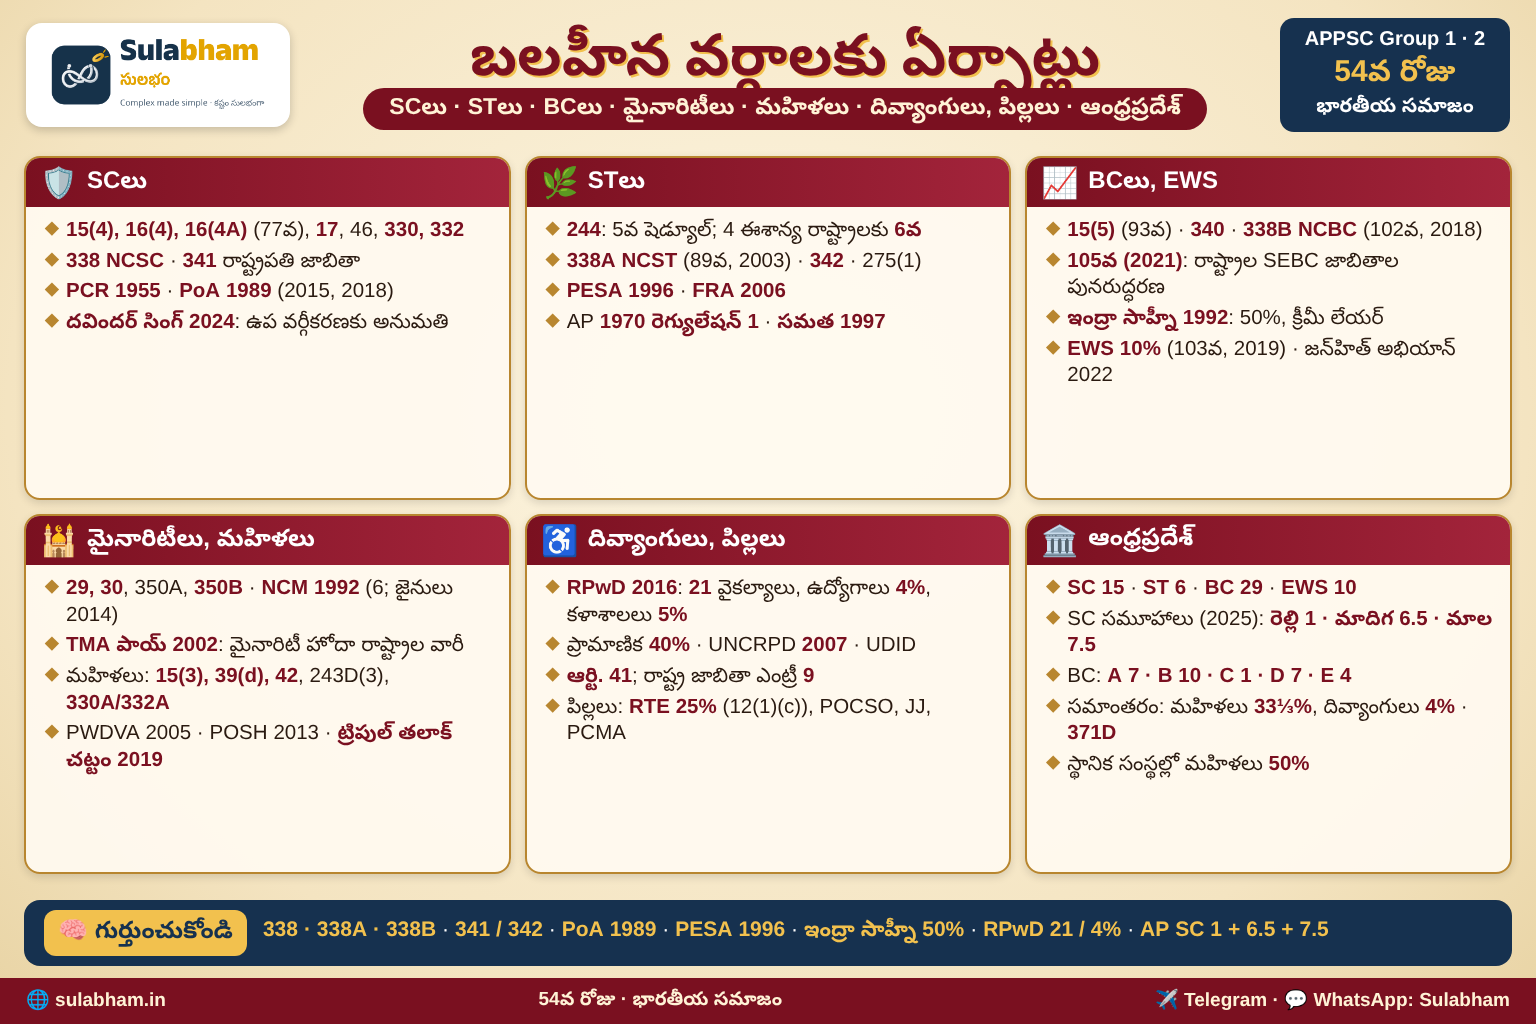 Sulabham
సులభం
Complex made simple · కష్టం సులభంగా
బలహీన వర్గాలకు ఏర్పాట్లు
SCలు · STలు · BCలు · మైనారిటీలు · మహిళలు · దివ్యాంగులు, పిల్లలు · ఆంధ్రప్రదేశ్
APPSC Group 1 · 2
54వ రోజు
భారతీయ సమాజం
SCలు
15(4), 16(4), 16(4A) (77వ), 17, 46, 330, 332
338 NCSC · 341 రాష్ట్రపతి జాబితా
PCR 1955 · PoA 1989 (2015, 2018)
దవిందర్ సింగ్ 2024: ఉప వర్గీకరణకు అనుమతి
STలు
244: 5వ షెడ్యూల్; 4 ఈశాన్య రాష్ట్రాలకు 6వ
338A NCST (89వ, 2003) · 342 · 275(1)
PESA 1996 · FRA 2006
AP 1970 రెగ్యులేషన్ 1 · సమత 1997
BCలు, EWS
15(5) (93వ) · 340 · 338B NCBC (102వ, 2018)
105వ (2021): రాష్ట్రాల SEBC జాబితాల
పునరుద్ధరణ
ఇంద్రా సాహ్నీ 1992: 50%, క్రీమీ లేయర్
EWS 10% (103వ, 2019) · జన్‌హిత్ అభియాన్
2022
మైనారిటీలు, మహిళలు
29, 30, 350A, 350B · NCM 1992 (6; జైనులు
2014)
TMA పాయ్ 2002: మైనారిటీ హోదా రాష్ట్రాల వారీ
మహిళలు: 15(3), 39(d), 42, 243D(3),
330A/332A
PWDVA 2005 · POSH 2013 · ట్రిపుల్ తలాక్
చట్టం 2019
దివ్యాంగులు, పిల్లలు
RPwD 2016: 21 వైకల్యాలు, ఉద్యోగాలు 4%,
కళాశాలలు 5%
ప్రామాణిక 40% · UNCRPD 2007 · UDID
ఆర్టి. 41; రాష్ట్ర జాబితా ఎంట్రీ 9
పిల్లలు: RTE 25% (12(1)(c)), POCSO, JJ,
PCMA
ఆంధ్రప్రదేశ్
SC 15 · ST 6 · BC 29 · EWS 10
SC సమూహాలు (2025): రెల్లి 1 · మాదిగ 6.5 · మాల
7.5
BC: A 7 · B 10 · C 1 · D 7 · E 4
సమాంతరం: మహిళలు 33⅓%, దివ్యాంగులు 4% ·
371D
స్థానిక సంస్థల్లో మహిళలు 50%
గుర్తుంచుకోండి
338 · 338A · 338B · 341 / 342 · PoA 1989 · PESA 1996 · ఇంద్రా సాహ్నీ 50% · RPwD 21 / 4% · AP SC 1 + 6.5 + 7.5
sulabham.in
54వ రోజు · భారతీయ సమాజం
Telegram · WhatsApp: Sulabham